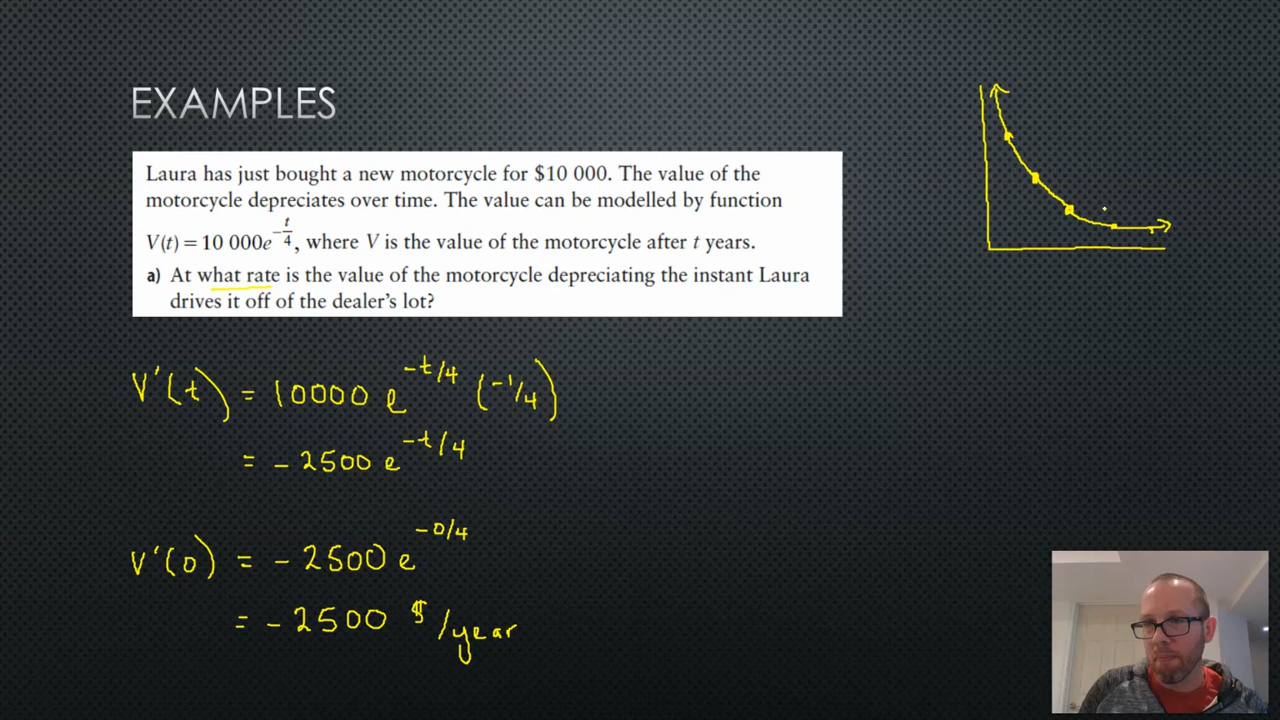 EXAMPLES
Laura has just bought a new motorcycle for $10 000. The value of the
motorcycle depreciates over time. The value can be modelled by function
V(t) = 10 000e^{-t/4}, where V is the value of the motorcycle after t years.
a) At what rate is the value of the motorcycle depreciating the instant Laura
drives it off of the dealer's lot?
V'(t) = 10000 e^{-t/4} (-1/4)
= -2500 e^{-t/4}
V'(0) = -2500 e^{-0/4}
= -2500 $/year